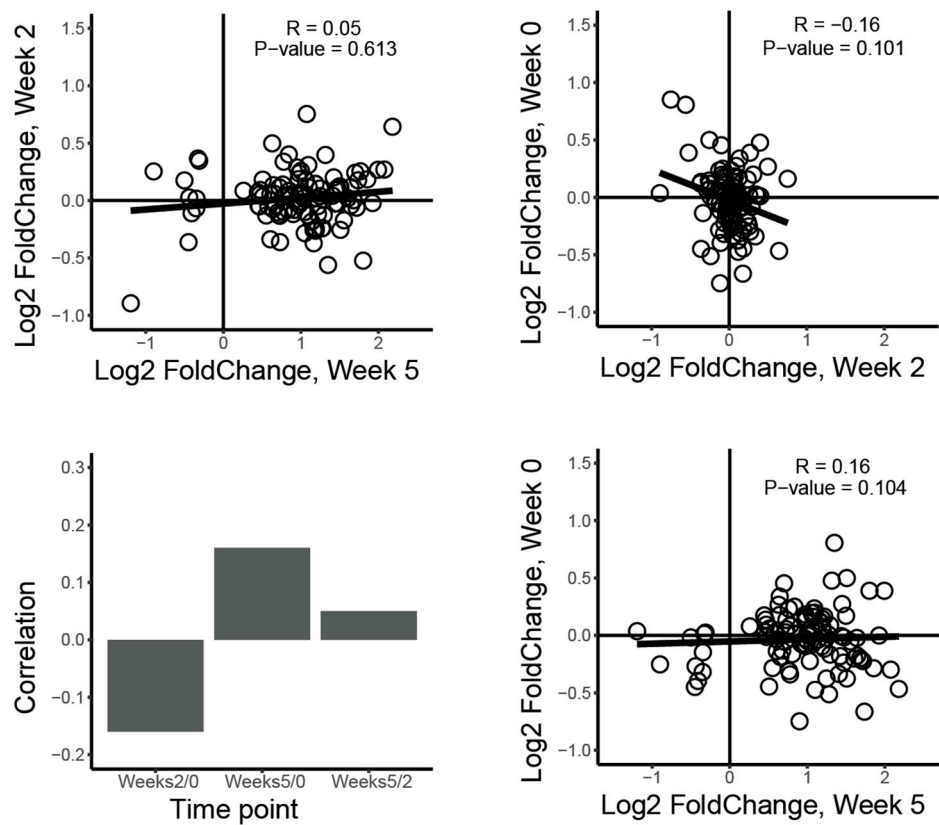 R = 0.05
P−value = 0.613
Log2 FoldChange, Week 2
1.5
1.0
0.5
0.0
−0.5
−1.0
−1
0
1
2
Log2 FoldChange, Week 5
R = −0.16
P−value = 0.101
Log2 FoldChange, Week 0
1.5
1.0
0.5
0.0
−0.5
−1.0
−1
0
1
2
Log2 FoldChange, Week 2
Correlation
0.3
0.2
0.1
0.0
−0.1
−0.2
Weeks2/0
Weeks5/0
Weeks5/2
Time point
R = 0.16
P−value = 0.104
Log2 FoldChange, Week 0
1.5
1.0
0.5
0.0
−0.5
−1.0
−1
0
1
2
Log2 FoldChange, Week 5